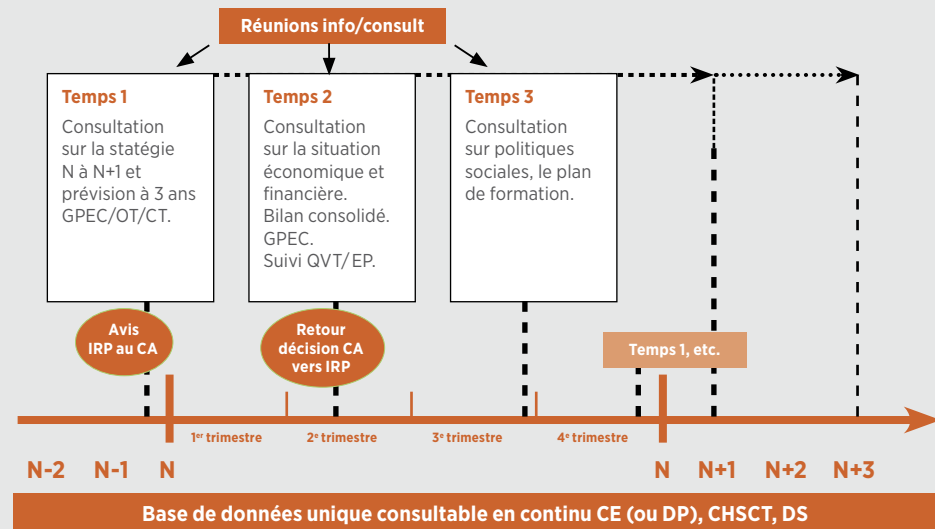 Réunions info/consult
Temps 1
Consultation
sur la statégie
N à N+1 et
prévision à 3 ans
GPEC/OT/CT.
Temps 2
Consultation
sur la situation
économique et
financière.
Bilan consolidé.
GPEC.
Suivi QVT/EP.
Temps 3
Consultation
sur politiques
sociales, le plan
de formation.
Avis
IRP au CA
Retour
décision CA
vers IRP
Temps 1, etc.
1er trimestre
2e trimestre
3e trimestre
4e trimestre
N-2 N-1 N N N+1 N+2 N+3
Base de données unique consultable en continu CE (ou DP), CHSCT, DS